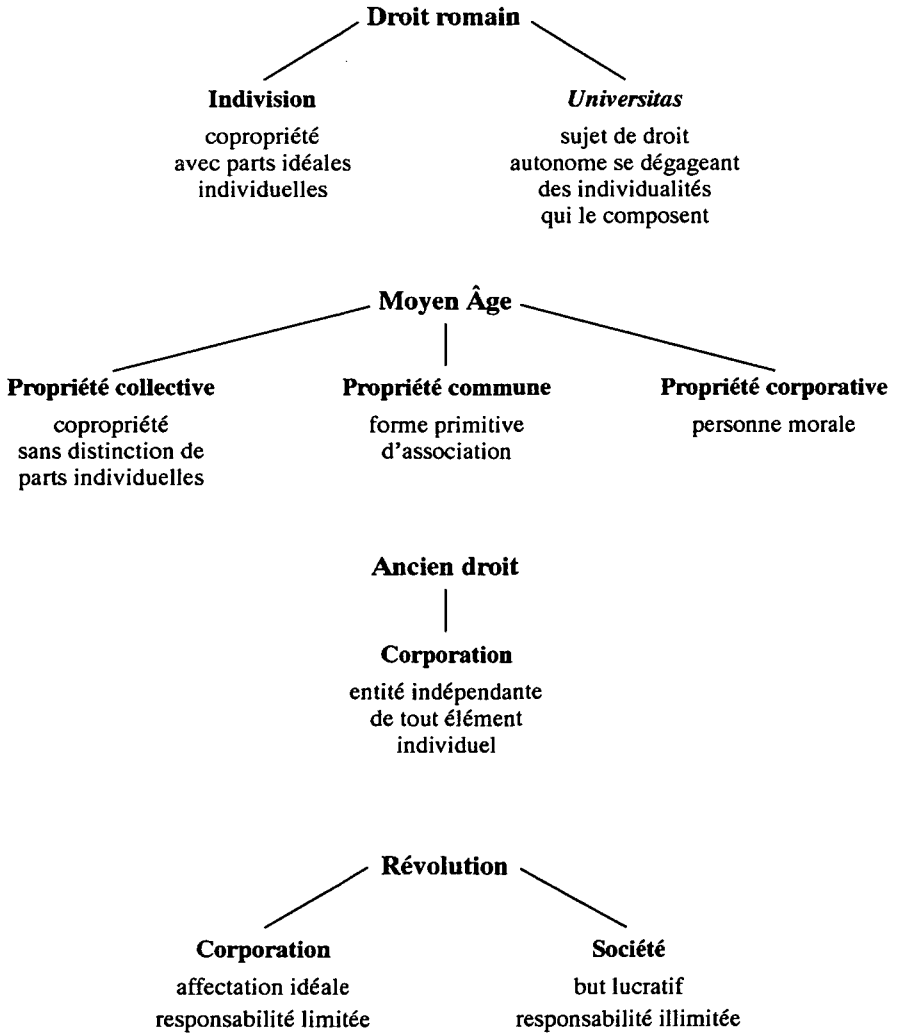 Droit romain
Indivision
copropriété
avec parts idéales
individuelles
Universitas
sujet de droit
autonome se dégageant
des individualités
qui le composent
Moyen Âge
Propriété collective
copropriété
sans distinction de
parts individuelles
Propriété commune
forme primitive
d'association
Propriété corporative
personne morale
Ancien droit
Corporation
entité indépendante
de tout élément
individuel
Révolution
Corporation
affectation idéale
responsabilité limitée
Société
but lucratif
responsabilité illimitée